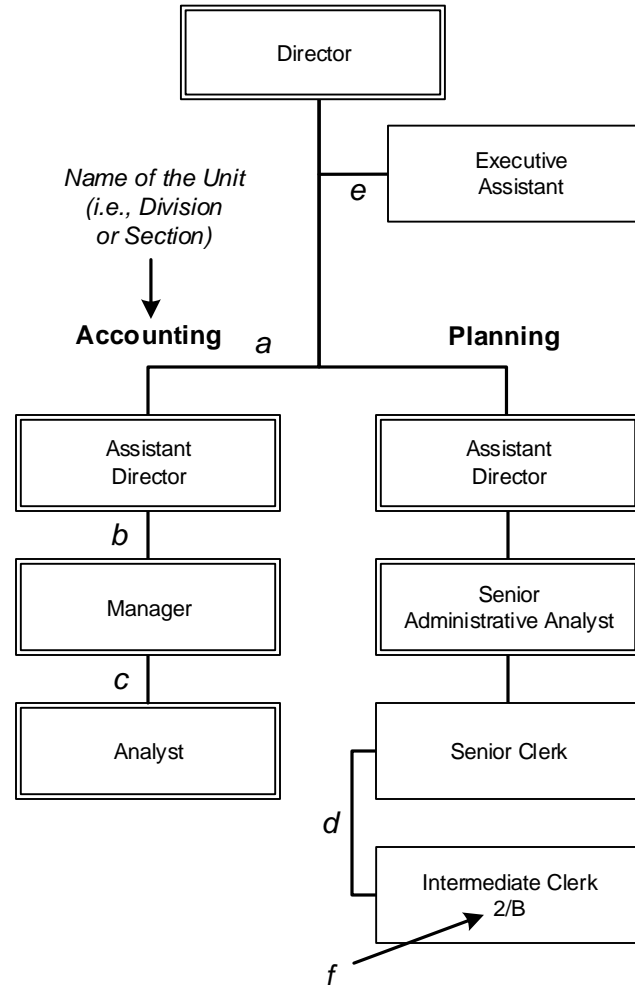 Director
Executive
Assistant
e
Name of the Unit
(i.e., Division
or Section)
Accounting
a
Planning
Assistant
Director
Assistant
Director
b
Manager
Senior
Administrative Analyst
c
Analyst
Senior Clerk
d
Intermediate Clerk
2/B
f